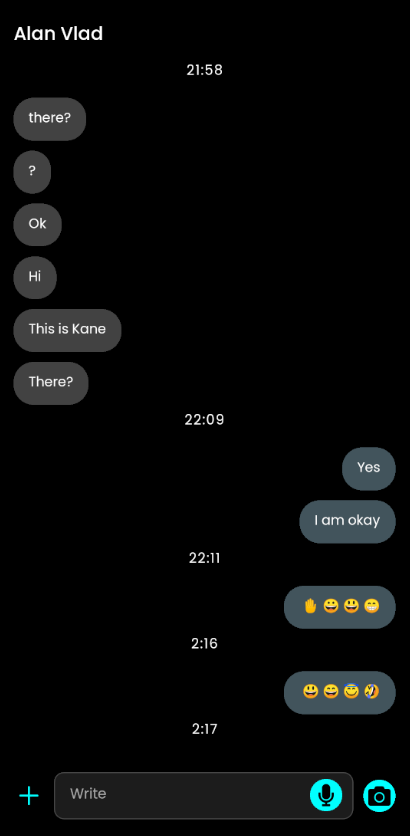 Alan Vlad
21:58
there?
?
Ok
Hi
This is Kane
There?
22:09
Yes
I am okay
22:11
✋ 😀 😃 😁
2:16
😃 😄 😇 🤣
2:17
Write